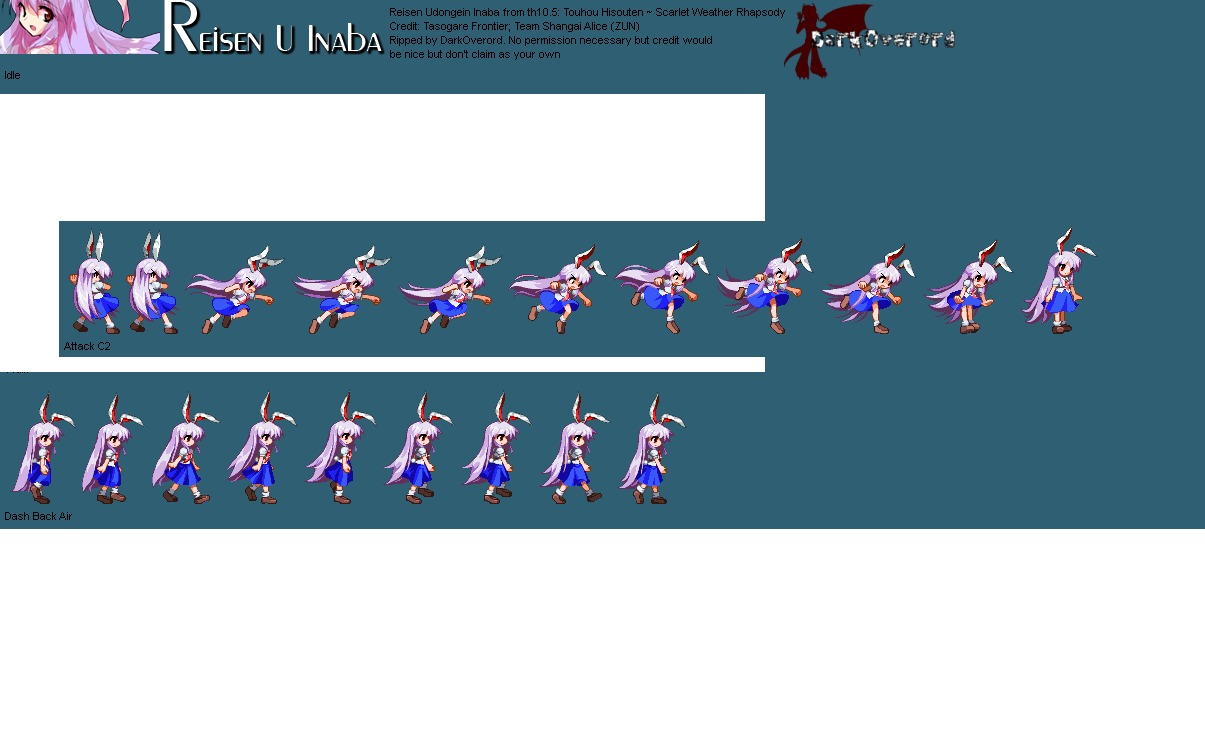 Reisen U Inaba
Reisen Udongein Inaba from th10.5: Touhou Hisouten ~ Scarlet Weather Rhapsody
Credit: Tasogare Frontier; Team Shangai Alice (ZUN)
Ripped by DarkOverord. No permission necessary but credit would
be nice but don't claim as your own
DarkOverord
Idle
Attack C2
Dash Back Air